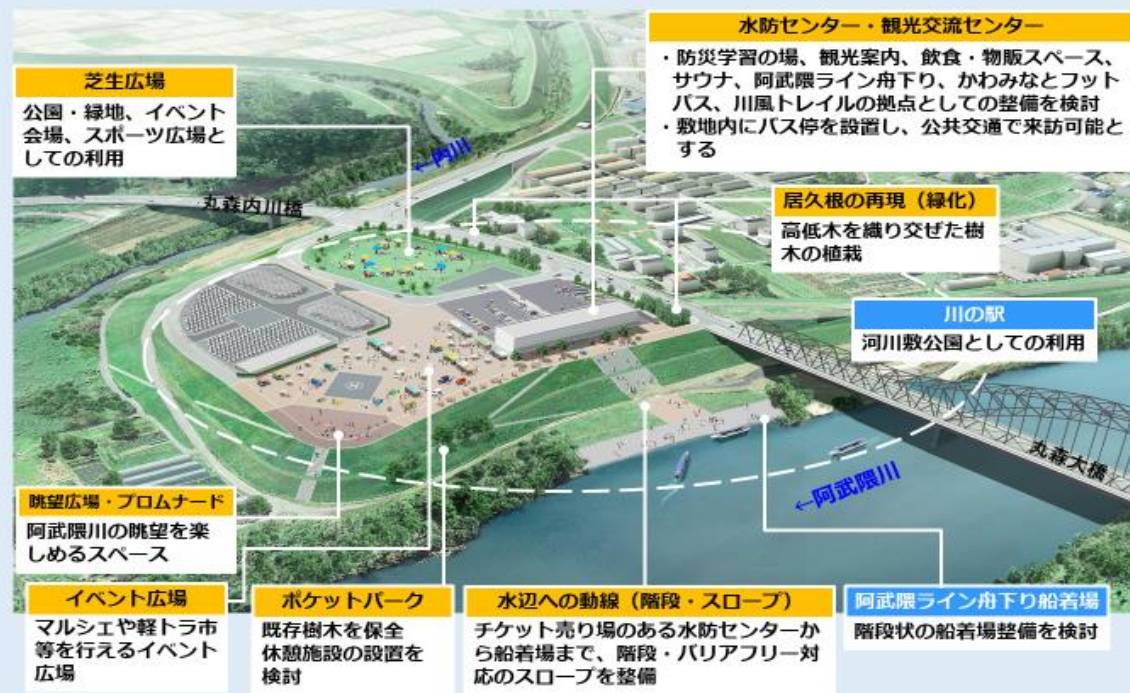 水防センター・観光交流センター
・防災学習の場、観光案内、飲食・物販スペース、
サウナ、阿武隈ライン舟下り、かわみなとフット
パス、川風トレイルの拠点としての整備を検討
・敷地内にバス停を設置し、公共交通で来訪可能と
する
芝生広場
公園・緑地、イベント
会場、スポーツ広場と
しての利用
←内川
丸森内川橋
居久根の再現（緑化）
高低木を織り交ぜた樹
木の植栽
川の駅
河川敷公園としての利用
丸森大橋
←阿武隈川
眺望広場・プロムナード
阿武隈川の眺望を楽
しめるスペース
イベント広場
マルシェや軽トラ市
等を行えるイベント
広場
ポケットパーク
既存樹木を保全
休憩施設の設置を
検討
水辺への動線（階段・スロープ）
チケット売り場のある水防センターか
ら船着場まで、階段・バリアフリー対
応のスロープを整備
阿武隈ライン舟下り船着場
階段状の船着場整備を検討
H